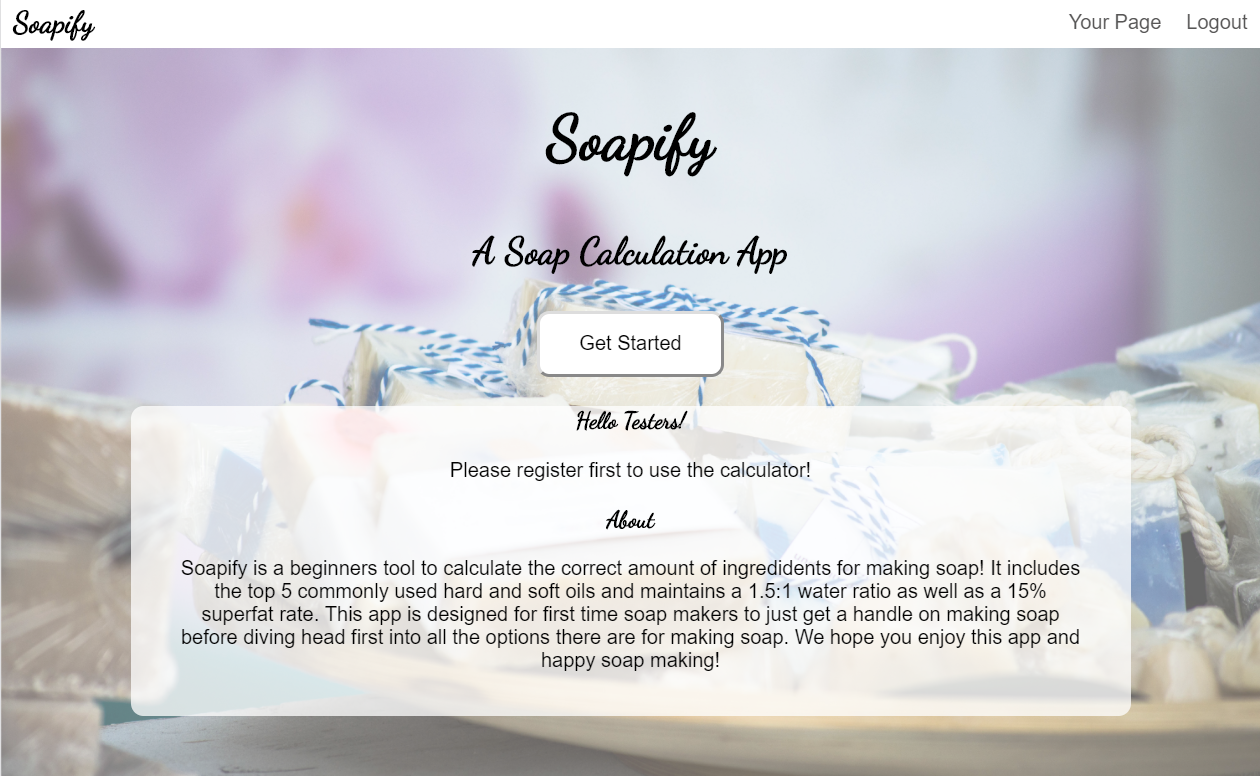 Soapify
Your Page
Logout
Soapify
A Soap Calculation App
Get Started
Hello Testers!
Please register first to use the calculator!
About
Soapify is a beginners tool to calculate the correct amount of ingredidents for making soap! It includes
the top 5 commonly used hard and soft oils and maintains a 1.5:1 water ratio as well as a 15%
superfat rate. This app is designed for first time soap makers to just get a handle on making soap
before diving head first into all the options there are for making soap. We hope you enjoy this app and
happy soap making!